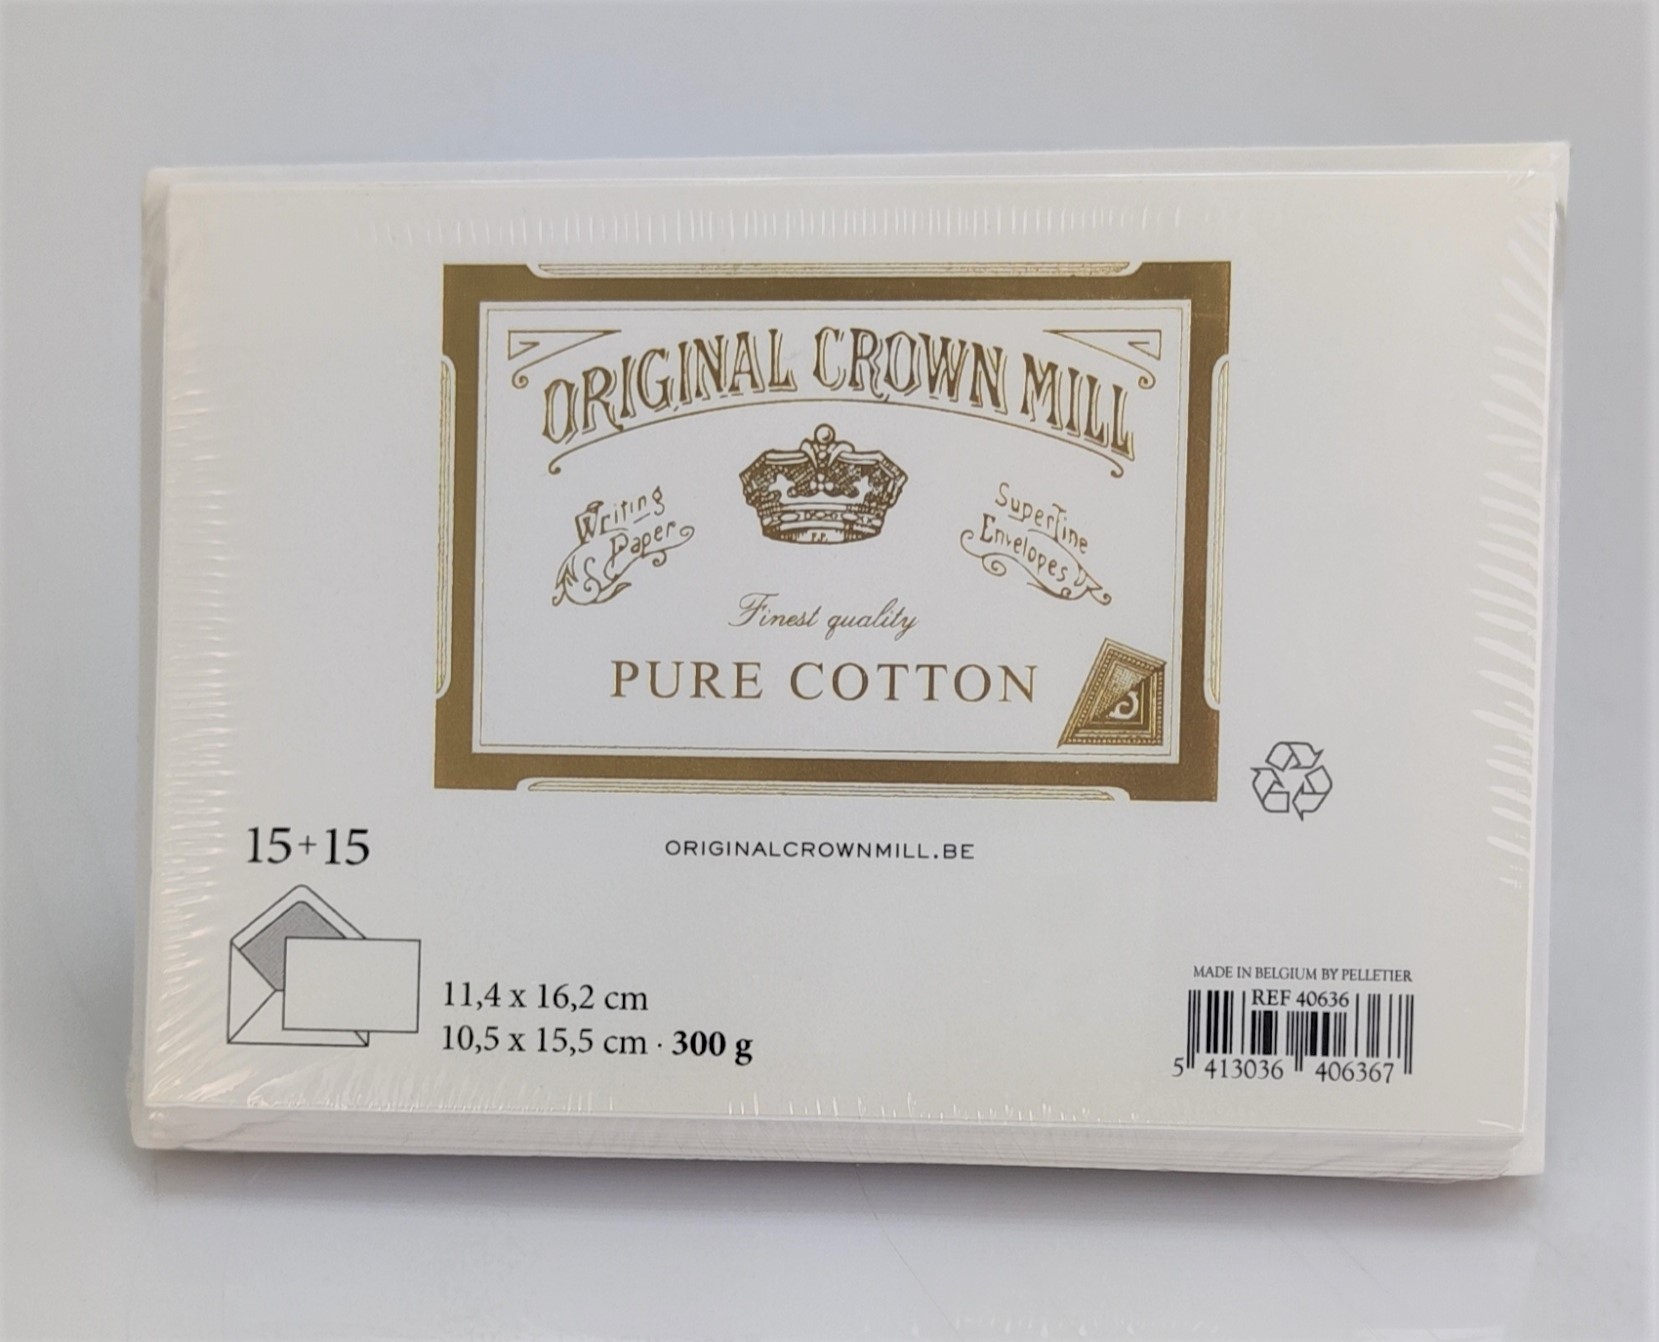 ORIGINAL CROWN MILL
Writing
Paper
Superfine
Envelopes
P.P.
Finest quality
PURE COTTON
15+15
ORIGINALCROWNMILL.BE
11,4 x 16,2 cm
10,5 x 15,5 cm · 300 g
MADE IN BELGIUM BY PELLETIER
REF 40636
5 413036 406367